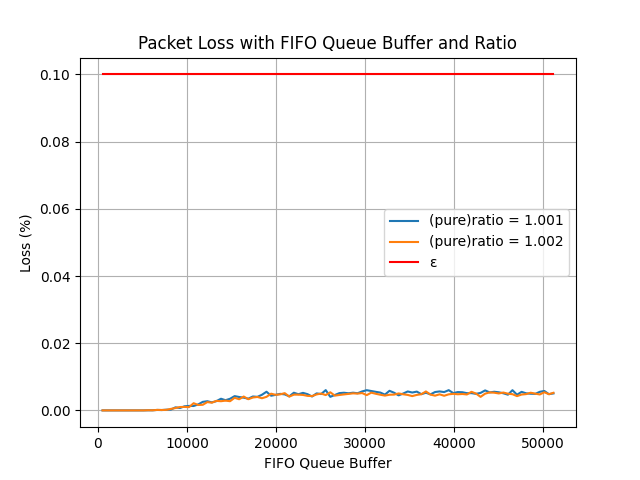 Packet Loss with FIFO Queue Buffer and Ratio
Loss (%)
0.10
0.08
0.06
0.04
0.02
0.00
(pure)ratio = 1.001
(pure)ratio = 1.002
ε
0 10000 20000 30000 40000 50000
FIFO Queue Buffer